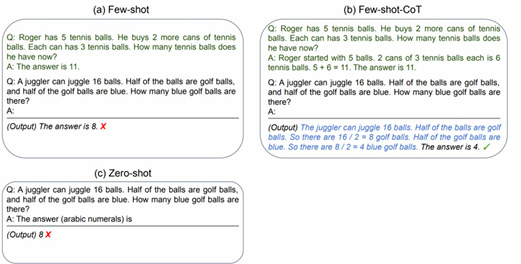 (a) Few-shot
Q: Roger has 5 tennis balls. He buys 2 more cans of tennis
balls. Each can has 3 tennis balls. How many tennis balls does
he have now?
A: The answer is 11.
Q: A juggler can juggle 16 balls. Half of the balls are golf balls,
and half of the golf balls are blue. How many blue golf balls are
there?
A:
(Output) The answer is 8. X
(b) Few-shot-CoT
Q: Roger has 5 tennis balls. He buys 2 more cans of tennis
balls. Each can has 3 tennis balls. How many tennis balls does
he have now?
A: Roger started with 5 balls. 2 cans of 3 tennis balls each is 6
tennis balls. 5 + 6 = 11. The answer is 11.
Q: A juggler can juggle 16 balls. Half of the balls are golf balls,
and half of the golf balls are blue. How many blue golf balls are
there?
A:
(Output) The juggler can juggle 16 balls. Half of the balls are golf
balls. So there are 16 / 2 = 8 golf balls. Half of the golf balls are
blue. So there are 8 / 2 = 4 blue golf balls. The answer is 4. ✓
(c) Zero-shot
Q: A juggler can juggle 16 balls. Half of the balls are golf balls,
and half of the golf balls are blue. How many blue golf balls are
there?
A: The answer (arabic numerals) is
(Output) 8 X